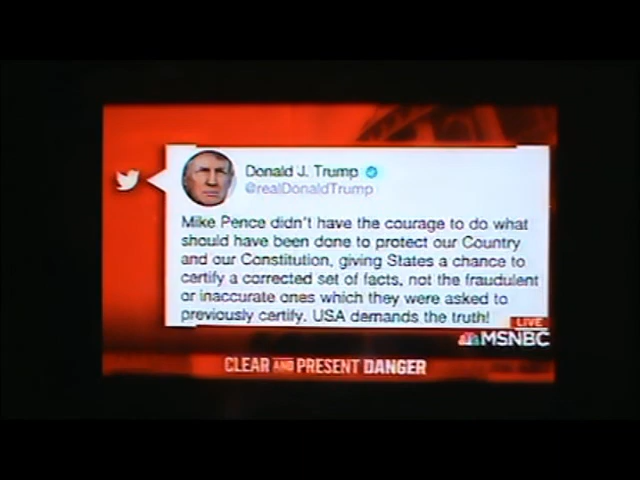 Donald J. Trump
@realDonaldTrump
Mike Pence didn't have the courage to do what
should have been done to protect our Country
and our Constitution, giving States a chance to
certify a corrected set of facts, not the fraudulent
or inaccurate ones which they were asked to
previously certify. USA demands the truth!
LIVE
MSNBC
CLEAR AND PRESENT DANGER